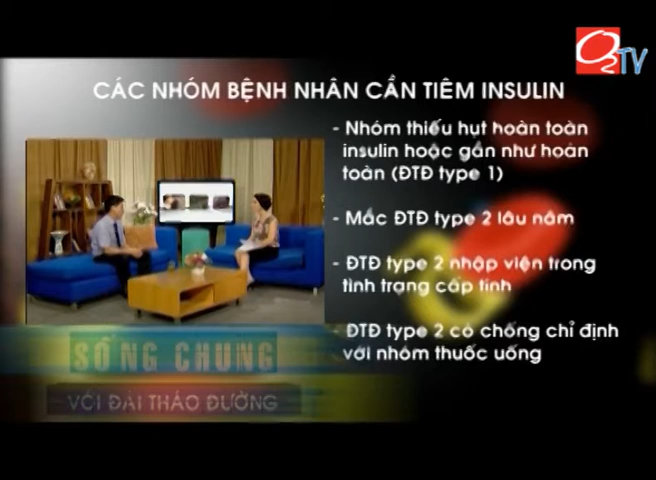 O2TV
CÁC NHÓM BỆNH NHÂN CẦN TIÊM INSULIN
- Nhóm thiếu hụt hoàn toàn
insulin hoặc gần như hoàn
toàn (ĐTĐ type 1)
- Mắc ĐTĐ type 2 lâu năm
- ĐTĐ type 2 nhập viện trong
tình trạng cấp tính
- ĐTĐ type 2 có chống chỉ định
với nhóm thuốc uống
SỐNG CHUNG
VỚI ĐÁI THÁO ĐƯỜNG